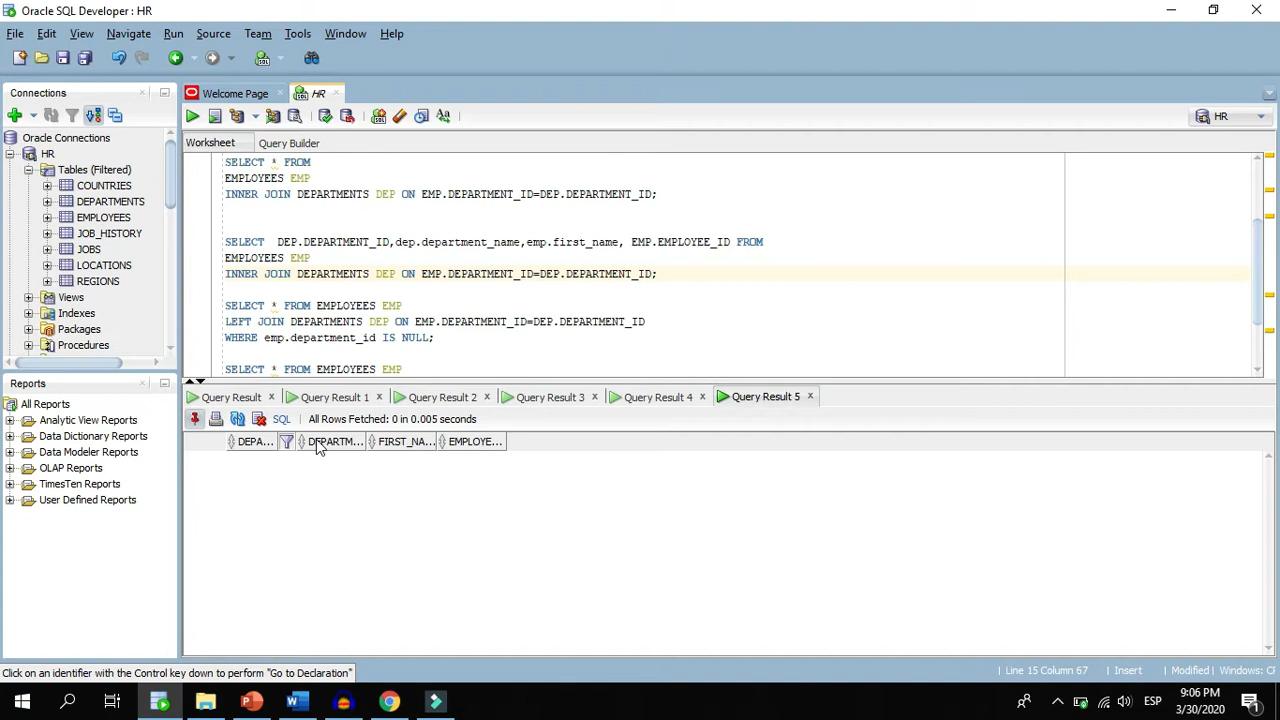 Oracle SQL Developer : HR
File Edit View Navigate Run Source Team Tools Window Help
Connections
Welcome Page
HR
HR
Worksheet
Query Builder
Oracle Connections
HR
Tables (Filtered)
COUNTRIES
DEPARTMENTS
EMPLOYEES
JOB_HISTORY
JOBS
LOCATIONS
REGIONS
Views
Indexes
Packages
Procedures
SELECT * FROM
EMPLOYEES EMP
INNER JOIN DEPARTMENTS DEP ON EMP.DEPARTMENT_ID=DEP.DEPARTMENT_ID;
SELECT DEP.DEPARTMENT_ID,dep.department_name,emp.first_name, EMP.EMPLOYEE_ID FROM
EMPLOYEES EMP
INNER JOIN DEPARTMENTS DEP ON EMP.DEPARTMENT_ID=DEP.DEPARTMENT_ID;
SELECT * FROM EMPLOYEES EMP
LEFT JOIN DEPARTMENTS DEP ON EMP.DEPARTMENT_ID=DEP.DEPARTMENT_ID
WHERE emp.department_id IS NULL;
SELECT * FROM EMPLOYEES EMP
Reports
All Reports
Analytic View Reports
Data Dictionary Reports
Data Modeler Reports
OLAP Reports
TimesTen Reports
User Defined Reports
Query Result Query Result 1 Query Result 2 Query Result 3 Query Result 4 Query Result 5
SQL All Rows Fetched: 0 in 0.005 seconds
DEPA... DEPARTM... FIRST_NA... EMPLOYE...
Click on an identifier with the Control key down to perform "Go to Declaration"
Line 15 Column 67 Insert Modified Windows: CF
ESP
9:06 PM
3/30/2020